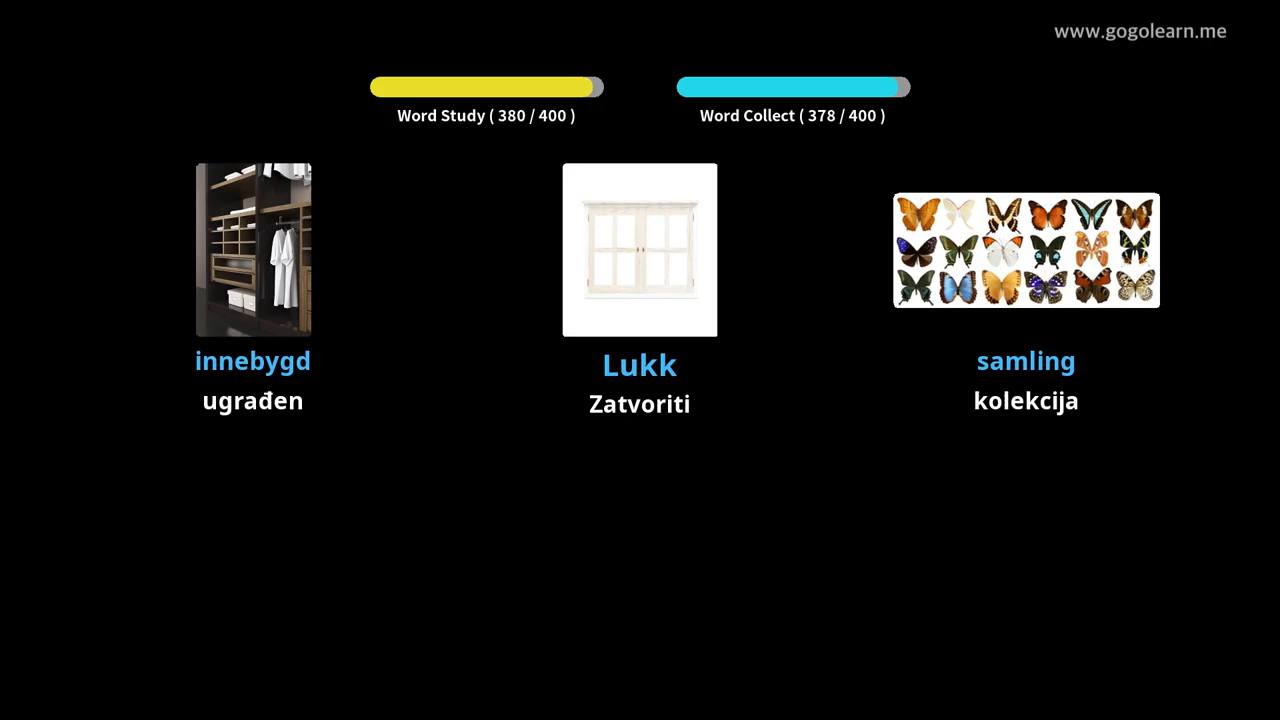 www.gogolearn.me
Word Study ( 380 / 400 )
Word Collect ( 378 / 400 )
innebygd
ugrađen
Lukk
Zatvoriti
samling
kolekcija